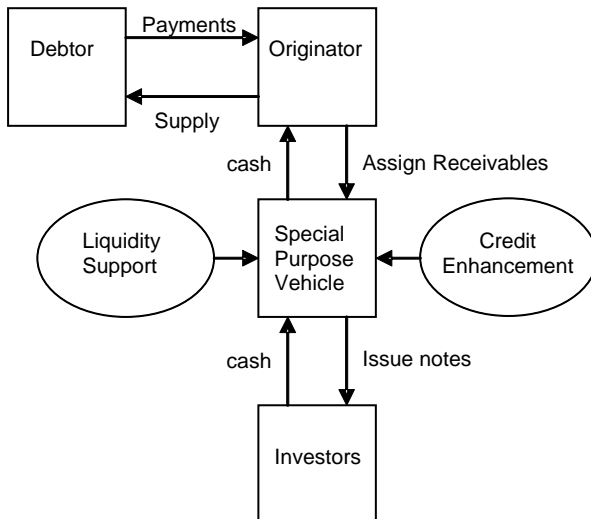 Payments
Debtor
Originator
Supply
cash
Assign Receivables
Liquidity
Support
Special
Purpose
Vehicle
Credit
Enhancement
cash
Issue notes
Investors